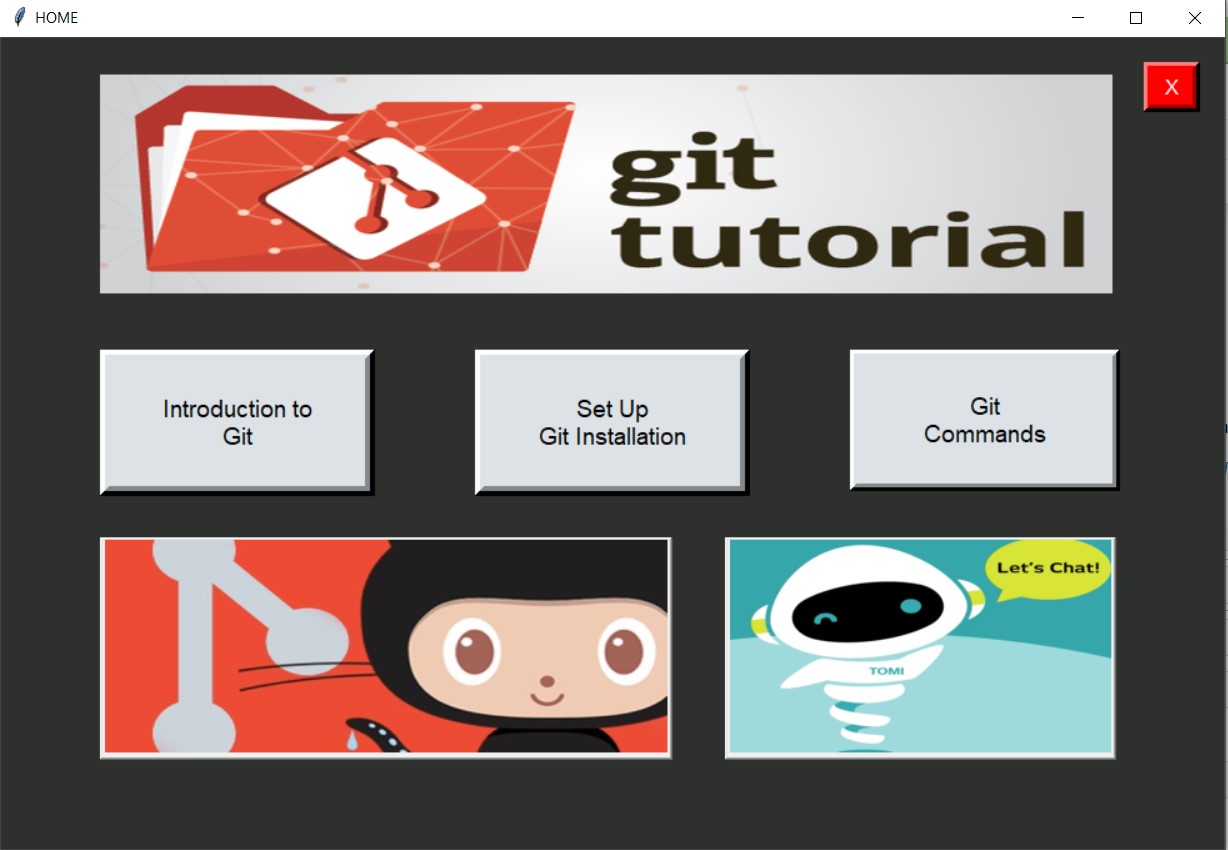 HOME
X
git
tutorial
Introduction to
Git
Set Up
Git Installation
Git
Commands
Let's Chat!
TOMI